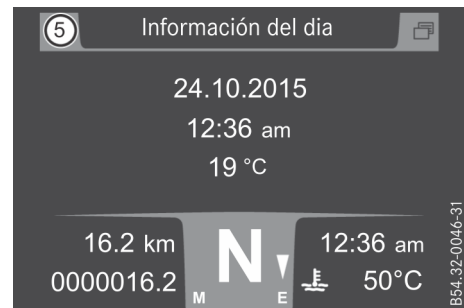 5 Información del dia
24.10.2015
12:36 am
19 °C
16.2 km
0000016.2
N
M E
12:36 am
50°C
B54.32-0046-31